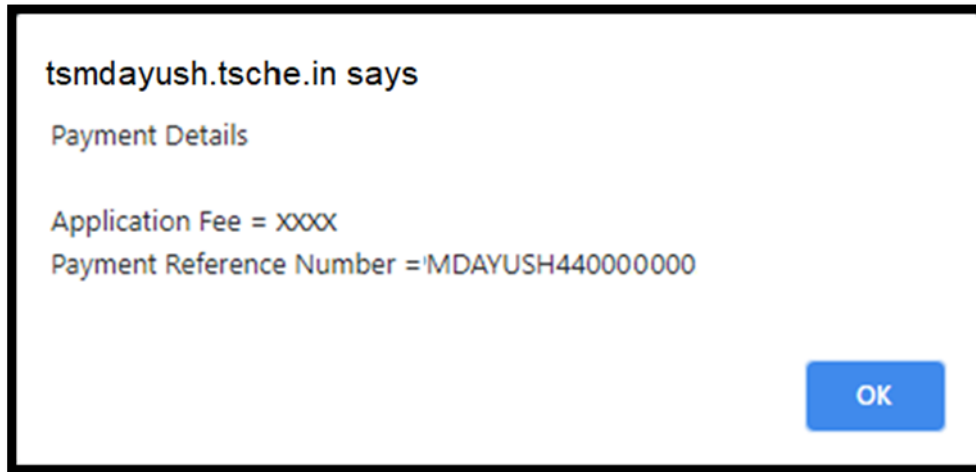 tsmdayush.tsche.in says
Payment Details
Application Fee = XXXX
Payment Reference Number ='MDAYUSH440000000
OK